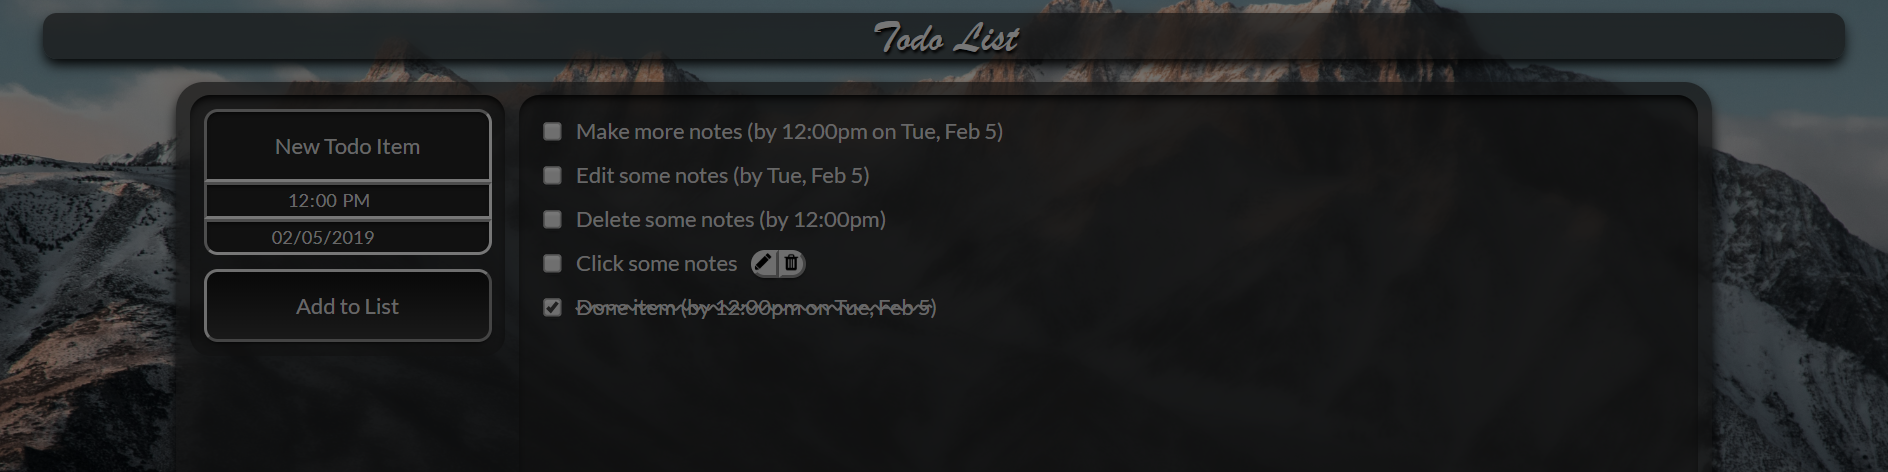 Todo List
New Todo Item
12:00 PM
02/05/2019
Add to List
Make more notes (by 12:00pm on Tue, Feb 5)
Edit some notes (by Tue, Feb 5)
Delete some notes (by 12:00pm)
Click some notes
Done item (by 12:00pm on Tue, Feb 5)